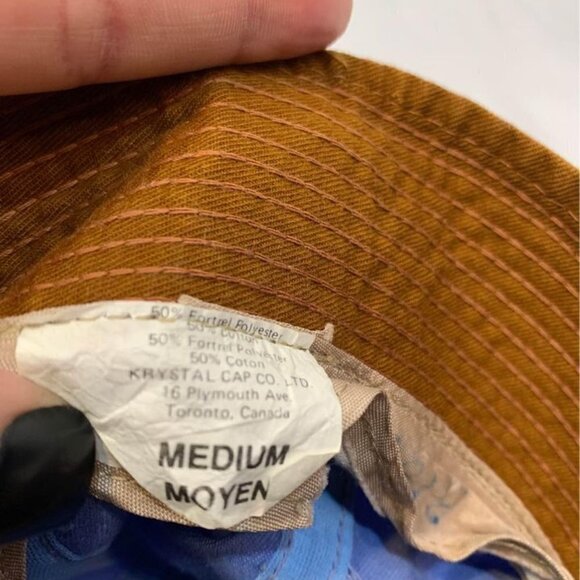 50% Fortrel Polyester
50% Cotton
50% Fortrel Polyester
50% Coton
KRYSTAL CAP CO. LTD.
16 Plymouth Ave.
Toronto, Canada
MEDIUM
MOYEN